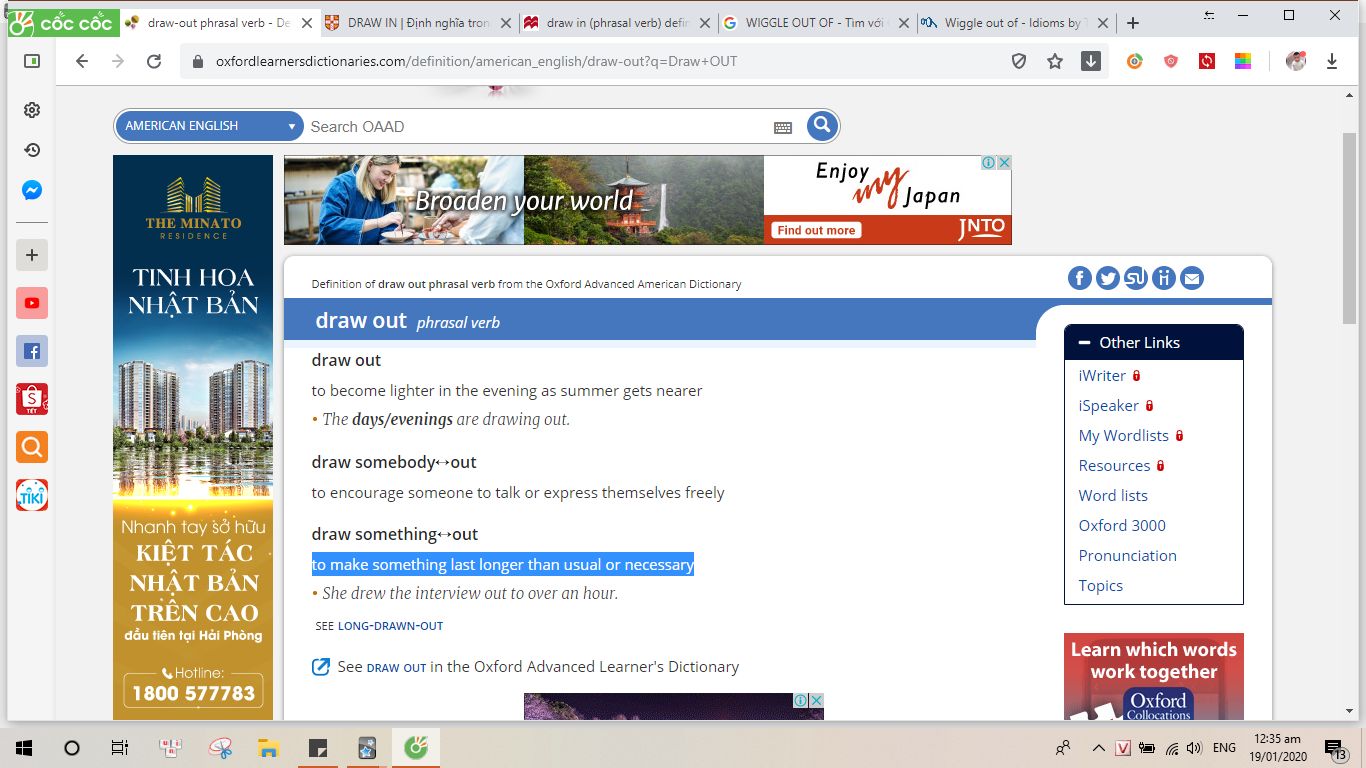 cốc cốc
draw-out phrasal verb - De
DRAW IN | Định nghĩa tron
draw in (phrasal verb) defin
WIGGLE OUT OF - Tìm với
Wiggle out of - Idioms by T
oxfordlearnersdictionaries.com/definition/american_english/draw-out?q=Draw+OUT
AMERICAN ENGLISH
Search OAAD
THE MINATO
RESIDENCE
TINH HOA
NHẬT BẢN
Nhanh tay sở hữu
KIỆT TÁC
NHẬT BẢN
TRÊN CAO
đầu tiên tại Hải Phòng
Hotline:
1800 577783
Broaden your world
Enjoy
my
Japan
Find out more
JNTO
Definition of draw out phrasal verb from the Oxford Advanced American Dictionary
draw out phrasal verb
draw out
to become lighter in the evening as summer gets nearer
• The days/evenings are drawing out.
draw somebody↔out
to encourage someone to talk or express themselves freely
draw something↔out
to make something last longer than usual or necessary
• She drew the interview out to over an hour.
SEE LONG-DRAWN-OUT
See DRAW OUT in the Oxford Advanced Learner's Dictionary
Other Links
iWriter
iSpeaker
My Wordlists
Resources
Word lists
Oxford 3000
Pronunciation
Topics
Learn which words
work together
Oxford
Collocations
S
TẾT
TIKI
V
ENG
12:35 am
19/01/2020
13